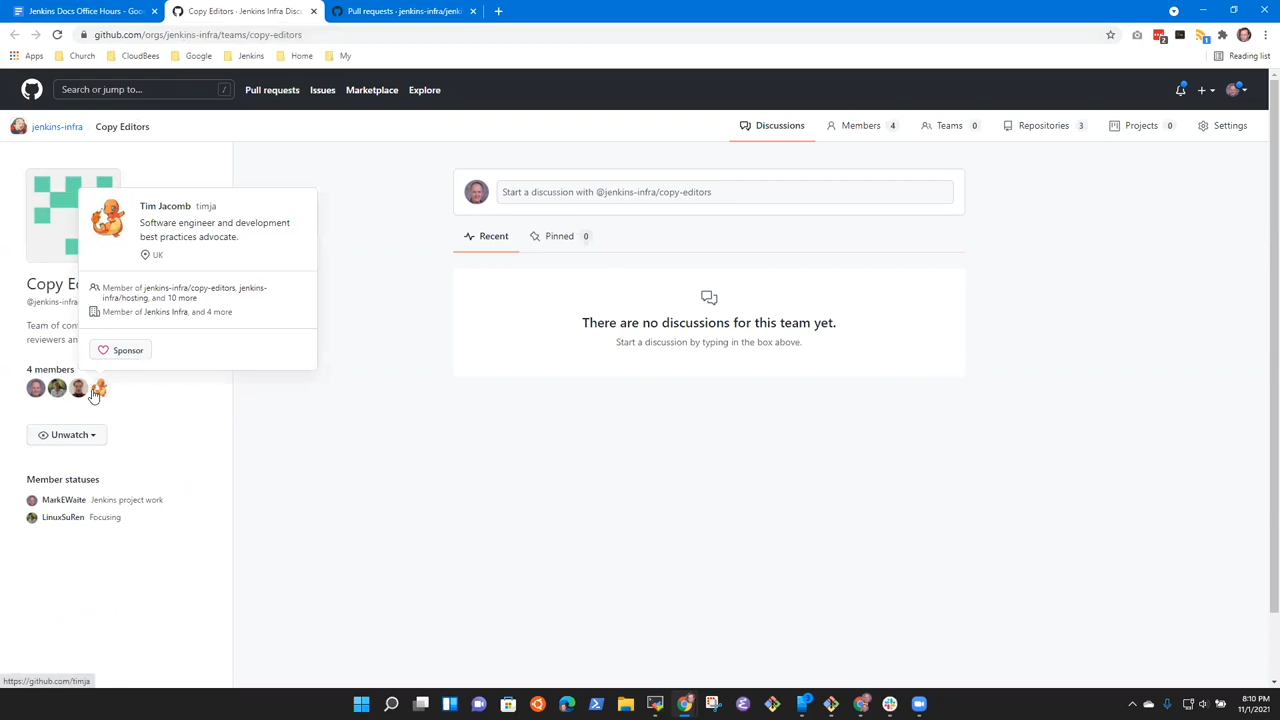 Jenkins Docs Office Hours - Goo
Copy Editors · Jenkins Infra Disc
Pull requests · jenkins-infra/jenki
github.com/orgs/jenkins-infra/teams/copy-editors
2
1
Apps
Church
CloudBees
Google
Jenkins
Home
My
Reading list
Search or jump to...
/
Pull requests
Issues
Marketplace
Explore
jenkins-infra
Copy Editors
Discussions
Members 4
Teams 0
Repositories 3
Projects 0
Settings
Tim Jacomb timja
Software engineer and development
best practices advocate.
UK
Member of jenkins-infra/copy-editors, jenkins-
infra/hosting, and 10 more
Member of Jenkins Infra, and 4 more
Sponsor
Copy Ed
@jenkins-infra
Team of con
reviewers an
4 members
Unwatch
Member statuses
MarkEWaite Jenkins project work
LinuxSuRen Focusing
Start a discussion with @jenkins-infra/copy-editors
Recent
Pinned 0
There are no discussions for this team yet.
Start a discussion by typing in the box above.
https://github.com/timja
8:10 PM
11/1/2021